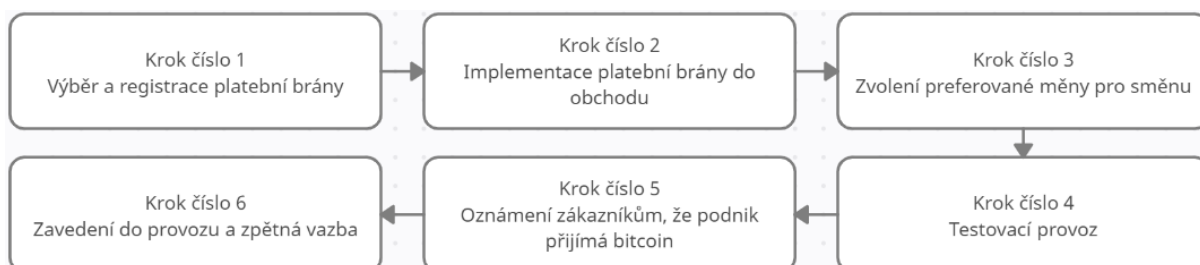 Krok číslo 1
Výběr a registrace platební brány
Krok číslo 2
Implementace platební brány do
obchodu
Krok číslo 3
Zvolení preferované měny pro směnu
Krok číslo 4
Testovací provoz
Krok číslo 5
Oznámení zákazníkům, že podnik
přijímá bitcoin
Krok číslo 6
Zavedení do provozu a zpětná vazba